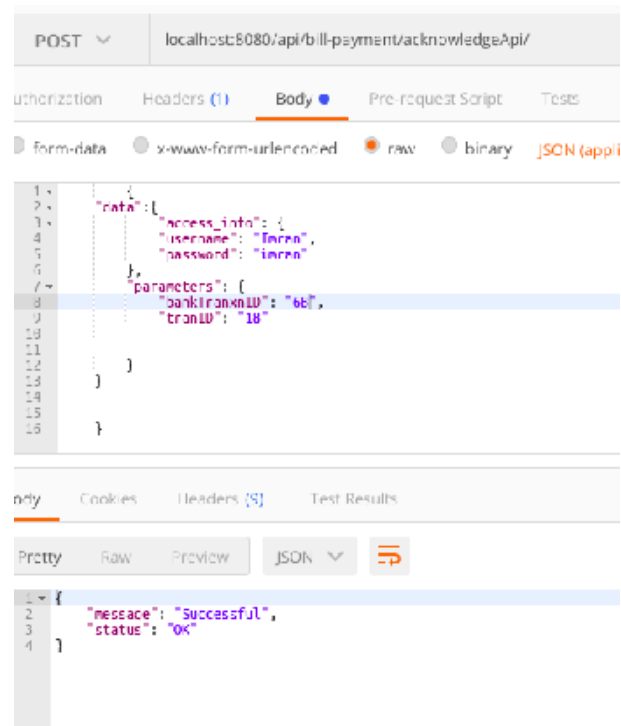 POST localhost:8080/api/bill-payment/acknowledgeApi/
uthorization Headers (1) Body Pre-request Script Tests
form-data x-www-form-urlencoded raw binary JSON (appli
1 {
2 "data":{
3 "access_info": {
4 "username": "Imran",
5 "password": "imran"
6 },
7 "parameters": {
8 "bankTranxnID": "66",
9 "tranID": "18"
10
11
12 }
13 }
14
15
16 }
ody Cookies Headers (9) Test Results
Pretty Raw Preview JSON
1 {
2 "message": "Successful",
3 "status": "OK"
4 }